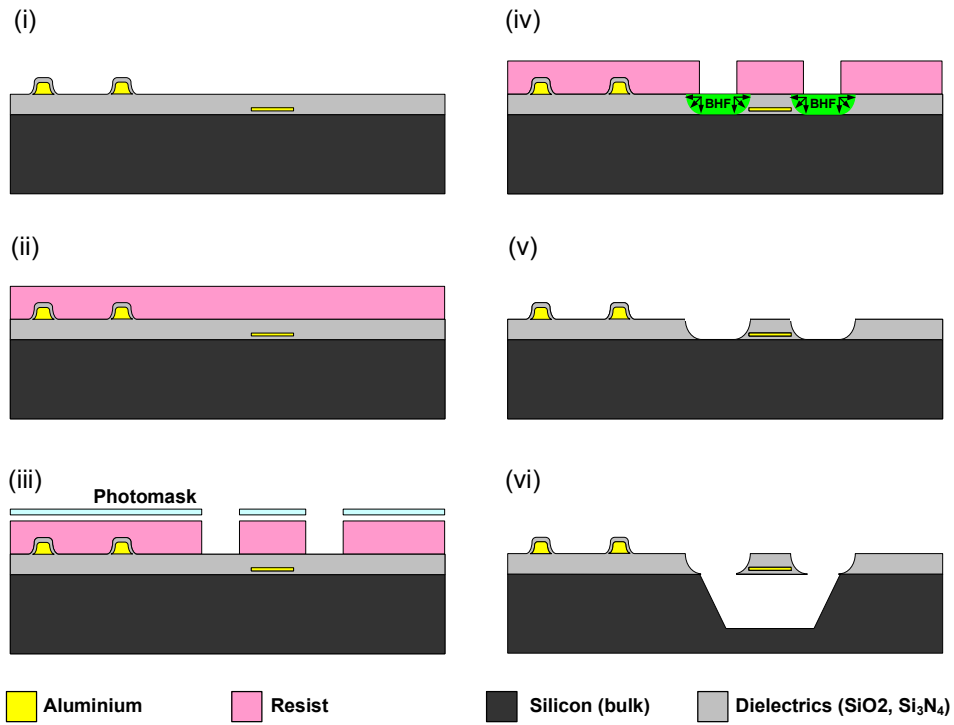 (i)
(iv)
BHF
BHF
(ii)
(v)
(iii)
Photomask
(vi)
Aluminium
Resist
Silicon (bulk)
Dielectrics (SiO2, Si₃N₄)